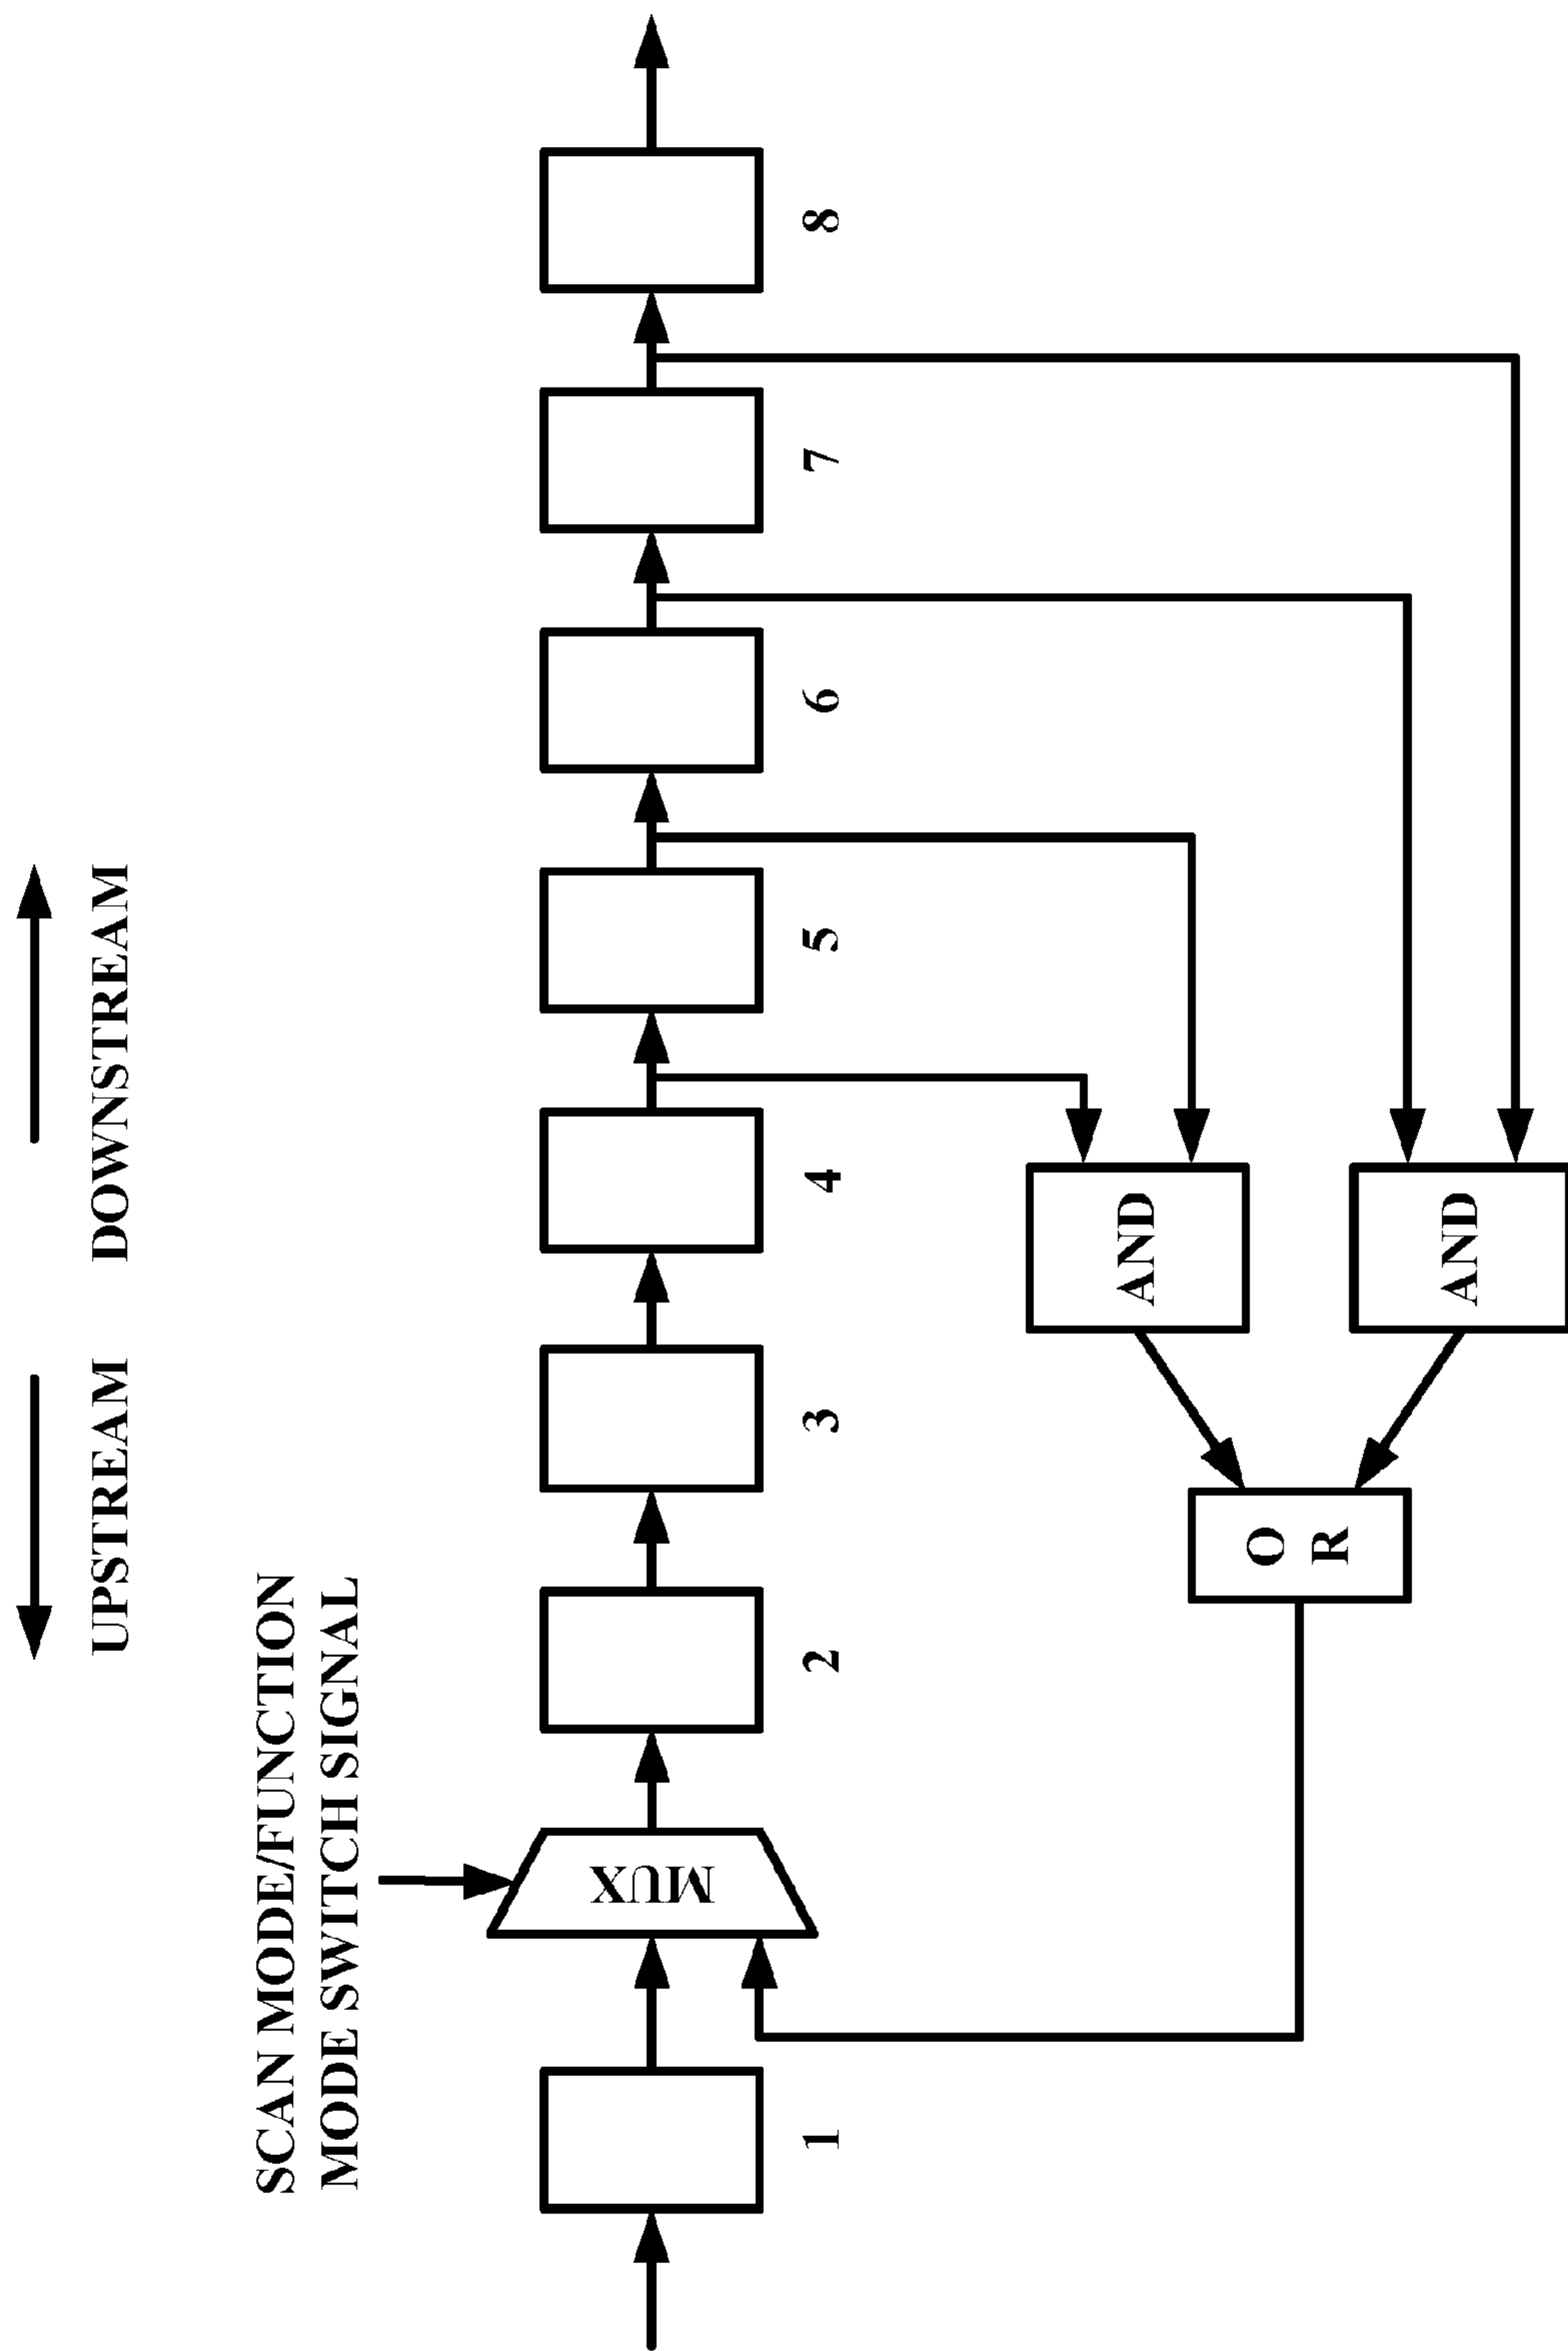 UPSTREAM
DOWNSTREAM
SCAN MODE/FUNCTION
MODE SWITCH SIGNAL
MUX
1
2
3
4
5
6
7
8
O
R
AND
AND